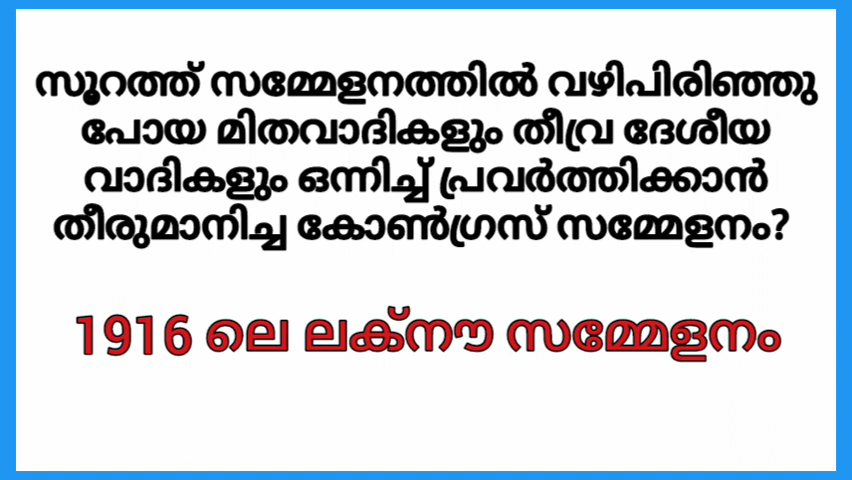 സൂറത്ത് സമ്മേളനത്തിൽ വഴിപിരിഞ്ഞു
പോയ മിതവാദികളും തീവ്ര ദേശീയ
വാദികളും ഒന്നിച്ച് പ്രവർത്തിക്കാൻ
തീരുമാനിച്ച കോൺഗ്രസ് സമ്മേളനം?
1916 ലെ ലക്നൗ സമ്മേളനം